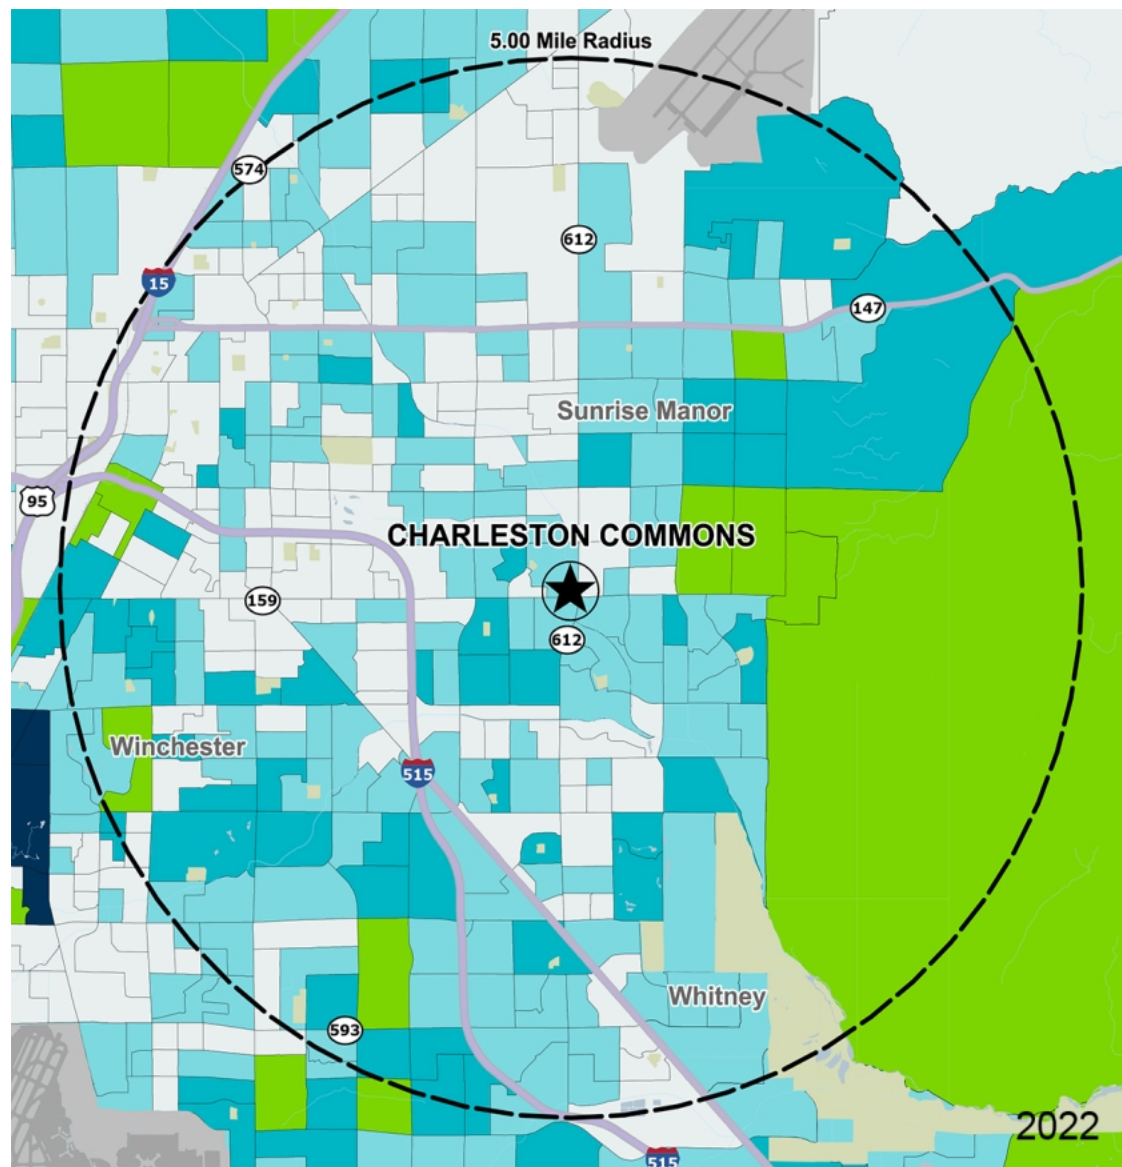 5.00 Mile Radius
574
612
15
147
Sunrise Manor
95
CHARLESTON COMMONS
159
612
Winchester
515
Whitney
593
2022
515